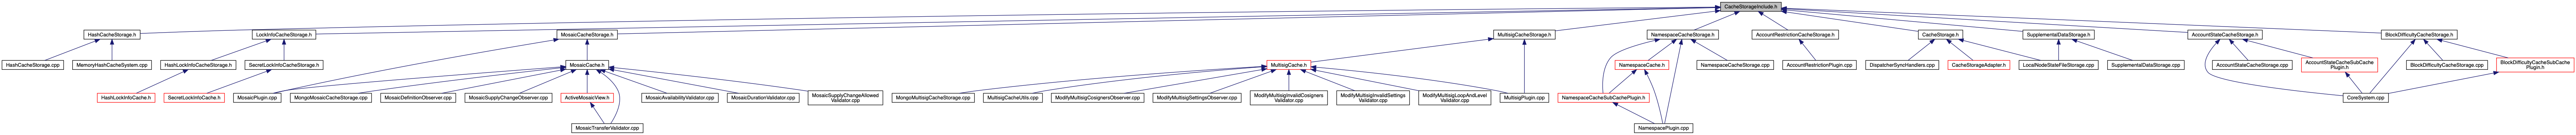 CacheStorageInclude.h
HashCacheStorage.h
LockInfoCacheStorage.h
MosaicCacheStorage.h
MultisigCacheStorage.h
NamespaceCacheStorage.h
AccountRestrictionCacheStorage.h
CacheStorage.h
SupplementalDataStorage.h
AccountStateCacheStorage.h
BlockDifficultyCacheStorage.h
HashCacheStorage.cpp
MemoryHashCacheSystem.cpp
HashLockInfoCacheStorage.h
SecretLockInfoCacheStorage.h
MosaicCache.h
MultisigCache.h
NamespaceCache.h
NamespaceCacheStorage.cpp
AccountRestrictionPlugin.cpp
DispatcherSyncHandlers.cpp
CacheStorageAdapter.h
LocalNodeStateFileStorage.cpp
SupplementalDataStorage.cpp
AccountStateCacheStorage.cpp
AccountStateCacheSubCache
Plugin.h
BlockDifficultyCacheStorage.cpp
BlockDifficultyCacheSubCache
Plugin.h
HashLockInfoCache.h
SecretLockInfoCache.h
MosaicPlugin.cpp
MongoMosaicCacheStorage.cpp
MosaicDefinitionObserver.cpp
MosaicSupplyChangeObserver.cpp
ActiveMosaicView.h
MosaicAvailabilityValidator.cpp
MosaicDurationValidator.cpp
MosaicSupplyChangeAllowed
Validator.cpp
MongoMultisigCacheStorage.cpp
MultisigCacheUtils.cpp
ModifyMultisigCosignersObserver.cpp
ModifyMultisigSettingsObserver.cpp
ModifyMultisigInvalidCosigners
Validator.cpp
ModifyMultisigInvalidSettings
Validator.cpp
ModifyMultisigLoopAndLevel
Validator.cpp
MultisigPlugin.cpp
NamespaceCacheSubCachePlugin.h
CoreSystem.cpp
MosaicTransferValidator.cpp
NamespacePlugin.cpp